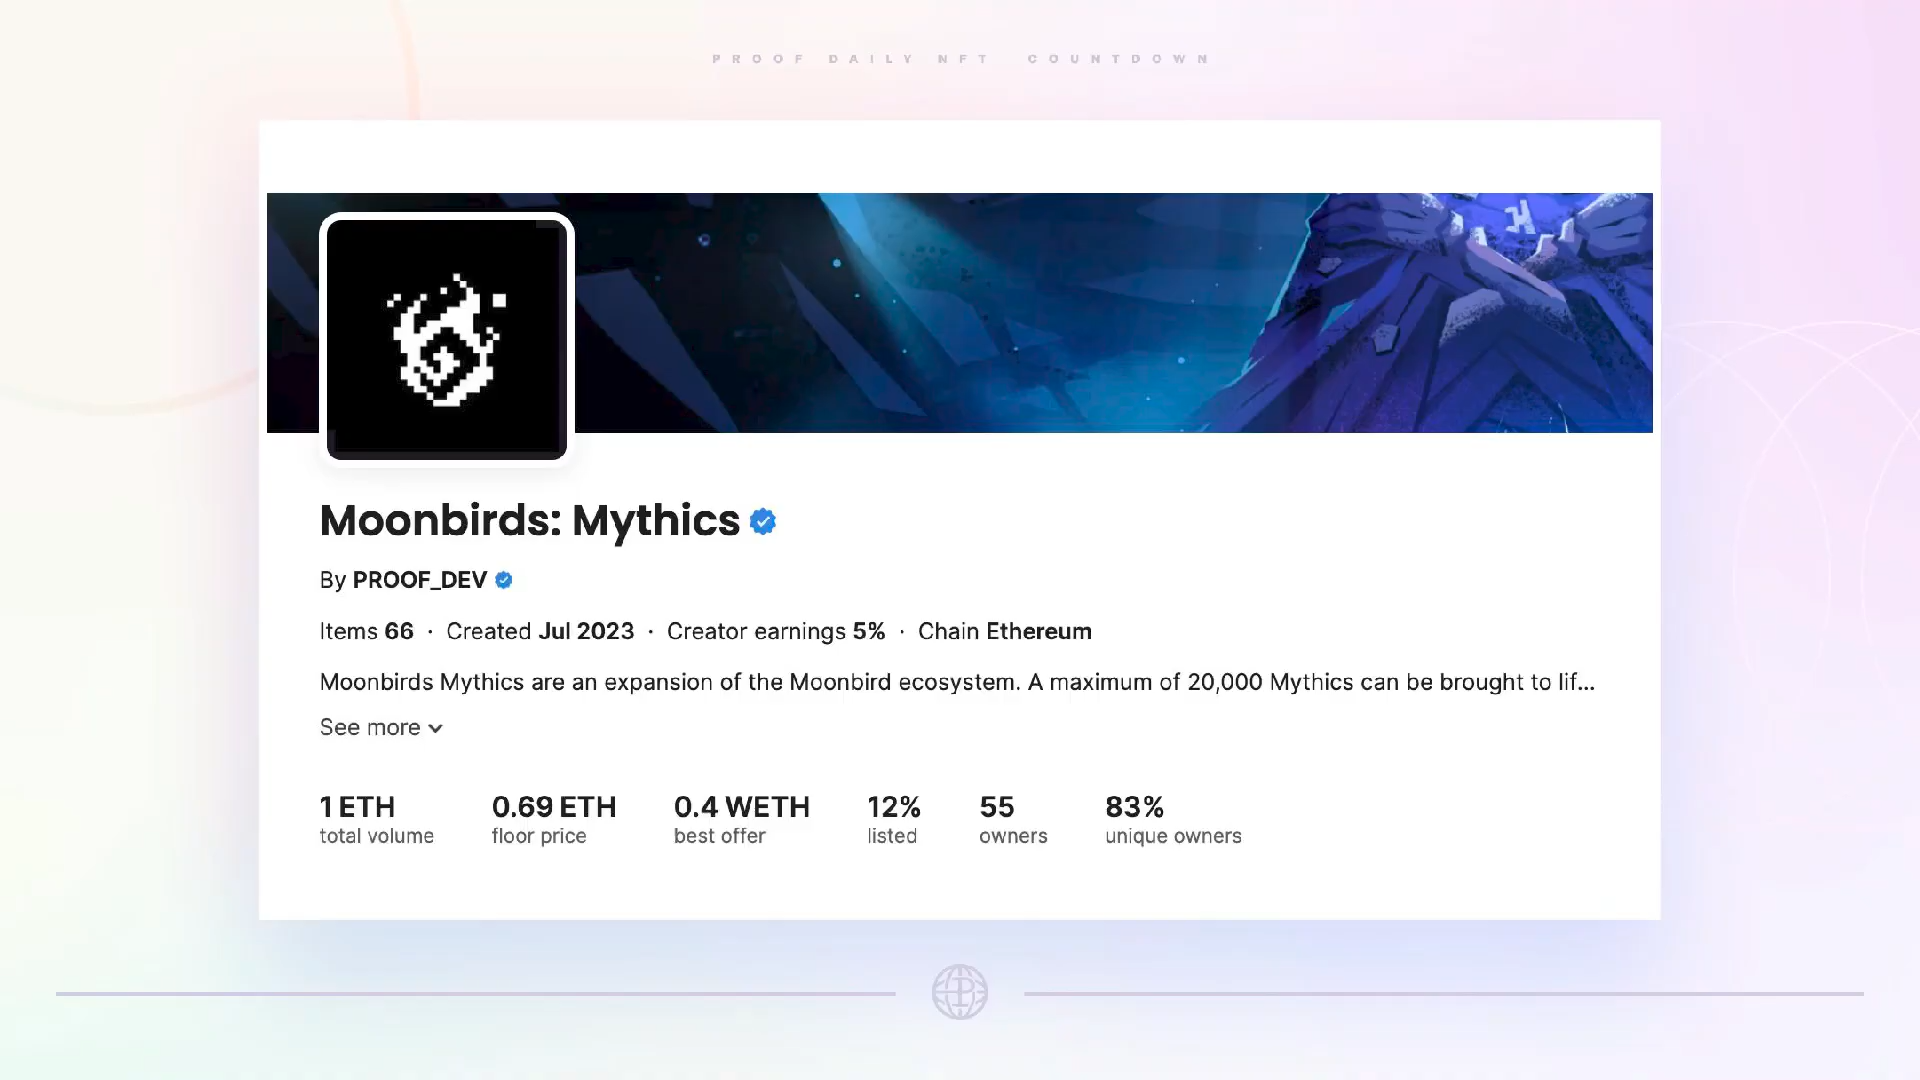 PROOF DAILY NFT COUNTDOWN
Moonbirds: Mythics
By PROOF_DEV
Items 66 · Created Jul 2023 · Creator earnings 5% · Chain Ethereum
Moonbirds Mythics are an expansion of the Moonbird ecosystem. A maximum of 20,000 Mythics can be brought to lif...
See more
1 ETH 0.69 ETH 0.4 WETH 12% 55 83%
total volume floor price best offer listed owners unique owners
P